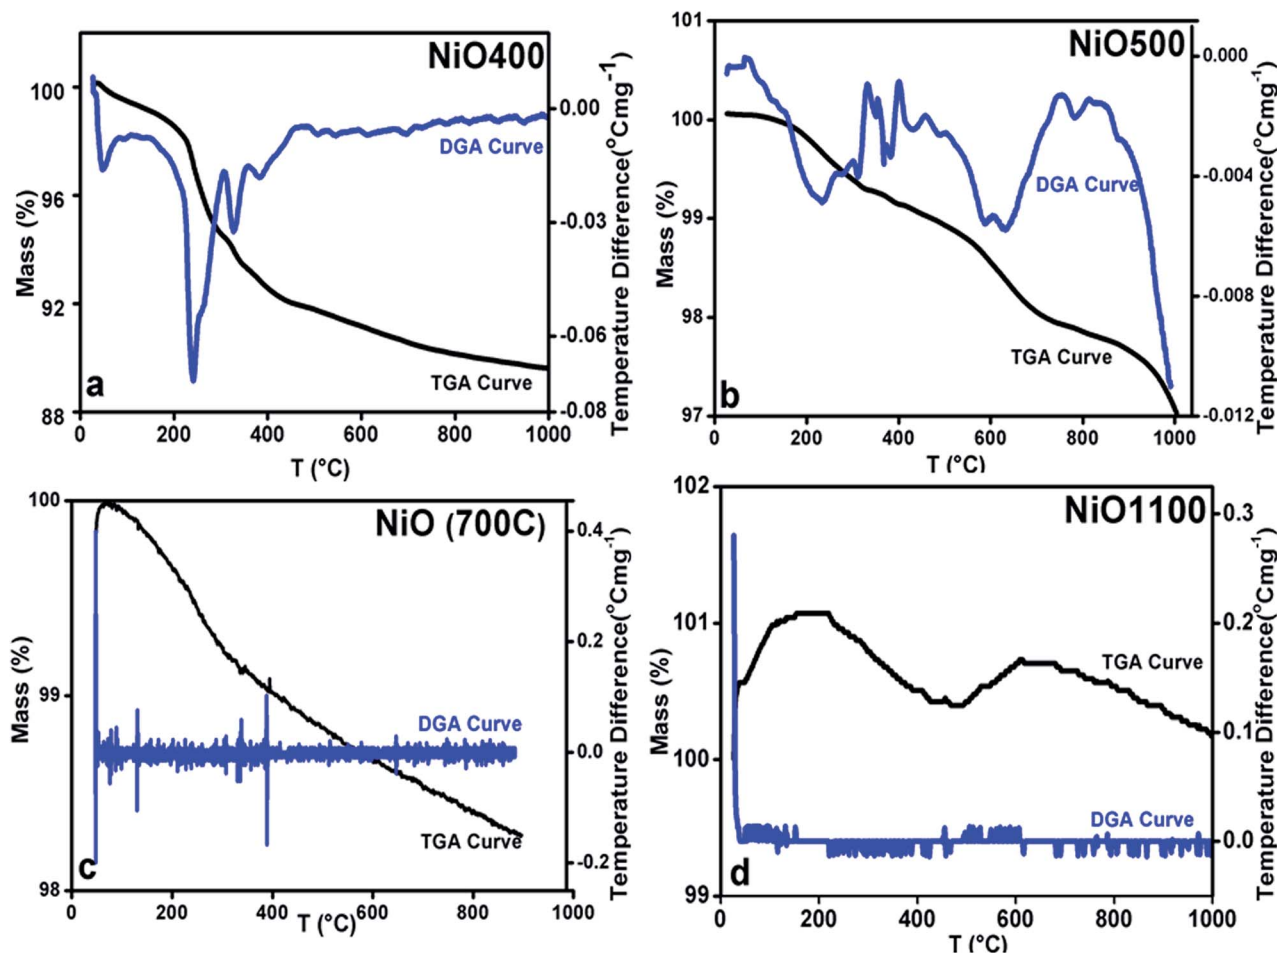 NiO400
100
96
92
88
Mass (%)
0.00
-0.03
-0.06
-0.08
Temperature Difference(°Cmg-1)
DGA Curve
TGA Curve
a
0 200 400 600 800 1000
T (°C)
NiO500
101
100
99
98
97
Mass (%)
0.000
-0.004
-0.008
-0.012
Temperature Difference(°Cmg-1)
DGA Curve
TGA Curve
b
0 200 400 600 800 1000
T (°C)
NiO (700C)
100
99
98
Mass (%)
0.4
0.2
0.0
-0.2
Temperature Difference(°Cmg-1)
DGA Curve
TGA Curve
c
0 200 400 600 800 1000
T (°C)
NiO1100
102
101
100
99
Mass (%)
0.3
0.2
0.1
0.0
Temperature Difference(°Cmg-1)
TGA Curve
DGA Curve
d
0 200 400 600 800 1000
T (°C)